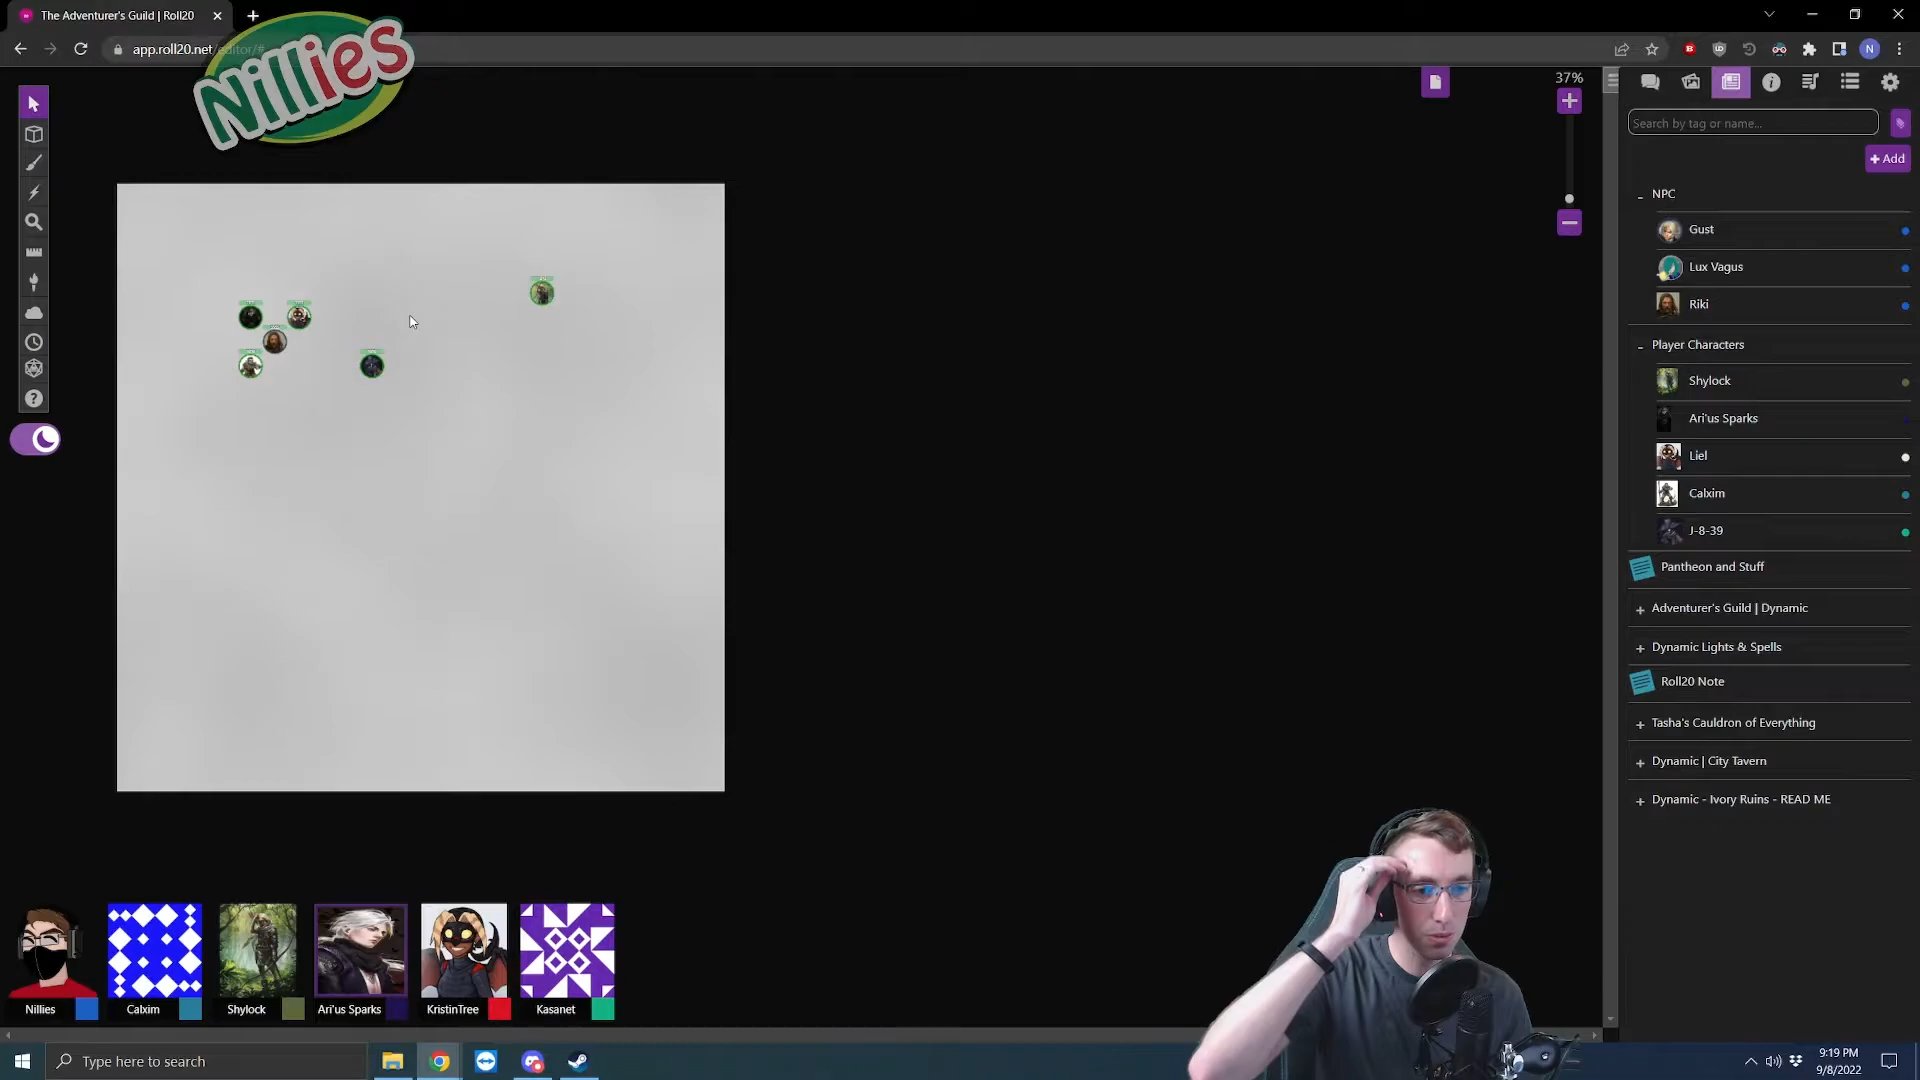 The Adventurer's Guild | Roll20
app.roll20.net/editor/#
N
Nillies
37%
Search by tag or name...
+ Add
NPC
Gust
Lux Vagus
Riki
Player Characters
Shylock
Ari'us Sparks
Liel
Calxim
J-8-39
Pantheon and Stuff
Adventurer's Guild | Dynamic
Dynamic Lights & Spells
Roll20 Note
Tasha's Cauldron of Everything
Dynamic | City Tavern
Dynamic - Ivory Ruins - READ ME
Nillies
Calxim
Shylock
Ari'us Sparks
KristinTree
Kasanet
Type here to search
9:19 PM
9/8/2022